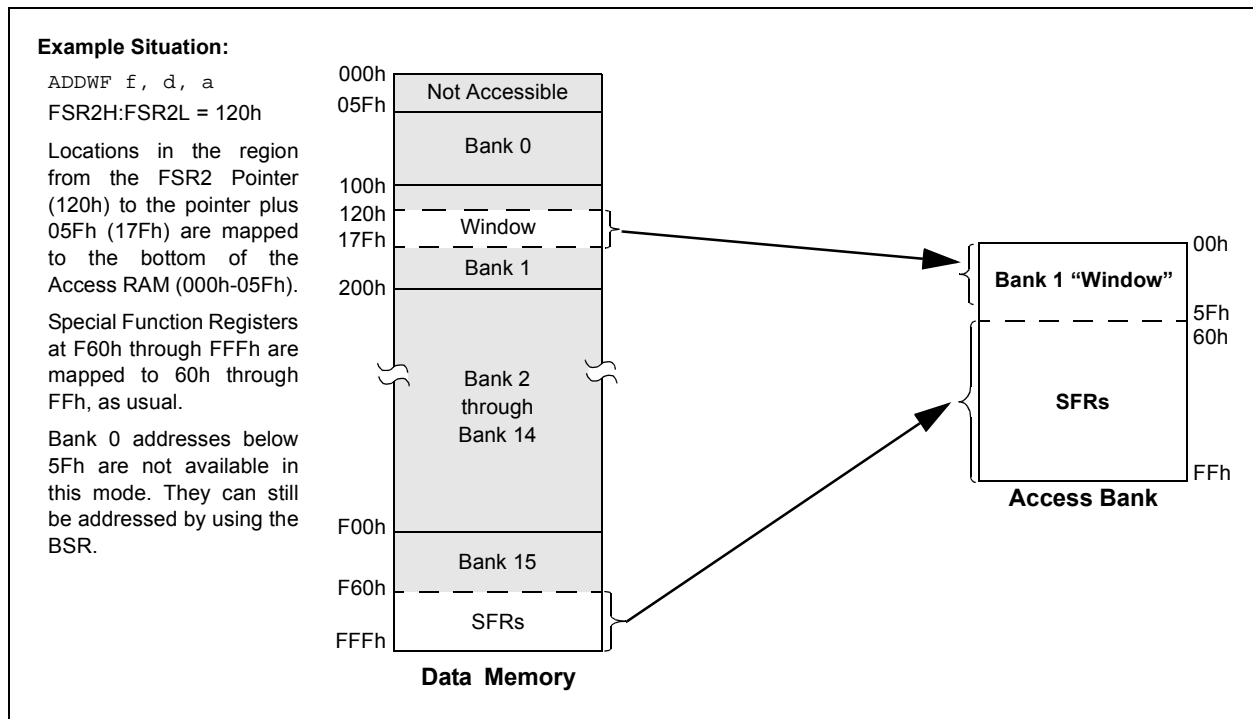 Example Situation:
ADDWF f, d, a
FSR2H:FSR2L = 120h
Locations in the region
from the FSR2 Pointer
(120h) to the pointer plus
05Fh (17Fh) are mapped
to the bottom of the
Access RAM (000h-05Fh).
Special Function Registers
at F60h through FFFh are
mapped to 60h through
FFh, as usual.
Bank 0 addresses below
5Fh are not available in
this mode. They can still
be addressed by using the
BSR.
000h
Not Accessible
05Fh
Bank 0
100h
120h
Window
17Fh
Bank 1
200h
Bank 2
through
Bank 14
F00h
Bank 15
F60h
SFRs
FFFh
Data Memory
00h
Bank 1 “Window”
5Fh
60h
SFRs
FFh
Access Bank